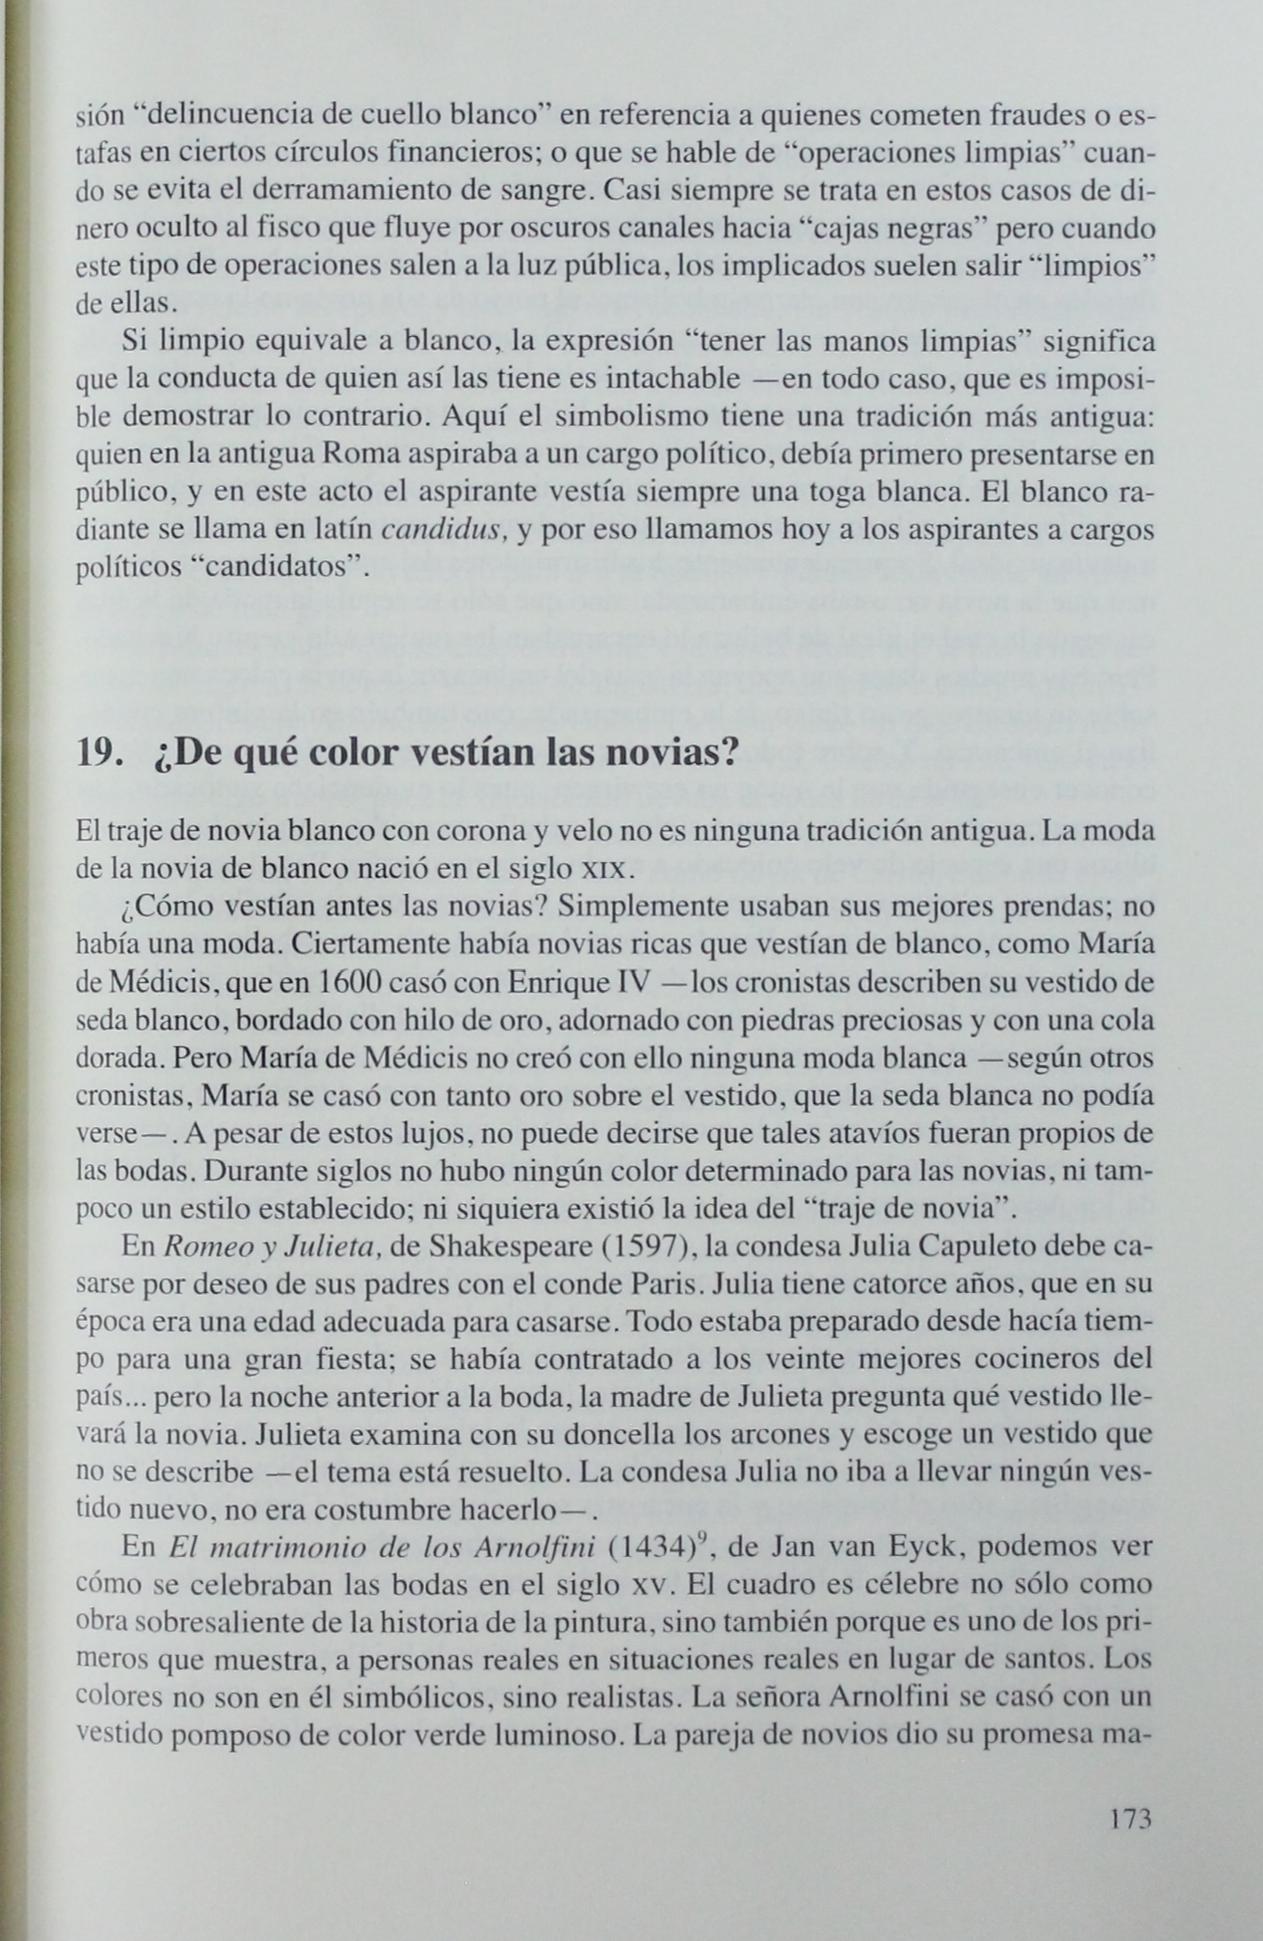 sión “delincuencia de cuello blanco” en referencia a quienes cometen fraudes o es-
tafas en ciertos círculos financieros; o que se hable de “operaciones limpias” cuan-
do se evita el derramamiento de sangre. Casi siempre se trata en estos casos de di-
nero oculto al fisco que fluye por oscuros canales hacia “cajas negras” pero cuando
este tipo de operaciones salen a la luz pública, los implicados suelen salir “limpios”
de ellas.
Si limpio equivale a blanco, la expresión “tener las manos limpias” significa
que la conducta de quien así las tiene es intachable —en todo caso, que es imposi-
ble demostrar lo contrario. Aquí el simbolismo tiene una tradición más antigua:
quien en la antigua Roma aspiraba a un cargo político, debía primero presentarse en
público, y en este acto el aspirante vestía siempre una toga blanca. El blanco ra-
diante se llama en latín candidus, y por eso llamamos hoy a los aspirantes a cargos
políticos “candidatos”.
19. ¿De qué color vestían las novias?
El traje de novia blanco con corona y velo no es ninguna tradición antigua. La moda
de la novia de blanco nació en el siglo XIX.
¿Cómo vestían antes las novias? Simplemente usaban sus mejores prendas; no
había una moda. Ciertamente había novias ricas que vestían de blanco, como María
de Médicis, que en 1600 casó con Enrique IV —los cronistas describen su vestido de
seda blanco, bordado con hilo de oro, adornado con piedras preciosas y con una cola
dorada. Pero María de Médicis no creó con ello ninguna moda blanca —según otros
cronistas, María se casó con tanto oro sobre el vestido, que la seda blanca no podía
verse—. A pesar de estos lujos, no puede decirse que tales atavíos fueran propios de
las bodas. Durante siglos no hubo ningún color determinado para las novias, ni tam-
poco un estilo establecido; ni siquiera existió la idea del “traje de novia”.
En Romeo y Julieta, de Shakespeare (1597), la condesa Julia Capuleto debe ca-
sarse por deseo de sus padres con el conde Paris. Julia tiene catorce años, que en su
época era una edad adecuada para casarse. Todo estaba preparado desde hacía tiem-
po para una gran fiesta; se había contratado a los veinte mejores cocineros del
país... pero la noche anterior a la boda, la madre de Julieta pregunta qué vestido lle-
vará la novia. Julieta examina con su doncella los arcones y escoge un vestido que
no se describe —el tema está resuelto. La condesa Julia no iba a llevar ningún ves-
tido nuevo, no era costumbre hacerlo—.
En El matrimonio de los Arnolfini (1434)⁹, de Jan van Eyck, podemos ver
cómo se celebraban las bodas en el siglo XV. El cuadro es célebre no sólo como
obra sobresaliente de la historia de la pintura, sino también porque es uno de los pri-
meros que muestra, a personas reales en situaciones reales en lugar de santos. Los
colores no son en él simbólicos, sino realistas. La señora Arnolfini se casó con un
vestido pomposo de color verde luminoso. La pareja de novios dio su promesa ma-
173